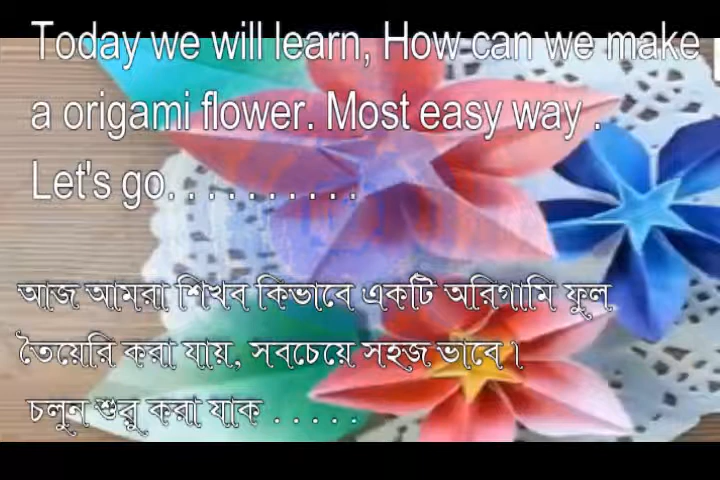 Today we will learn, How can we make
a origami flower. Most easy way .
Let's go. . . . . . . . . .
আজ আমরা শিখব কিভাবে একটি অরিগামি ফুল
তৈয়েরি করা যায়, সবচেয়ে সহজ ভাবে।
চলুন শুরু করা যাক . . . . .